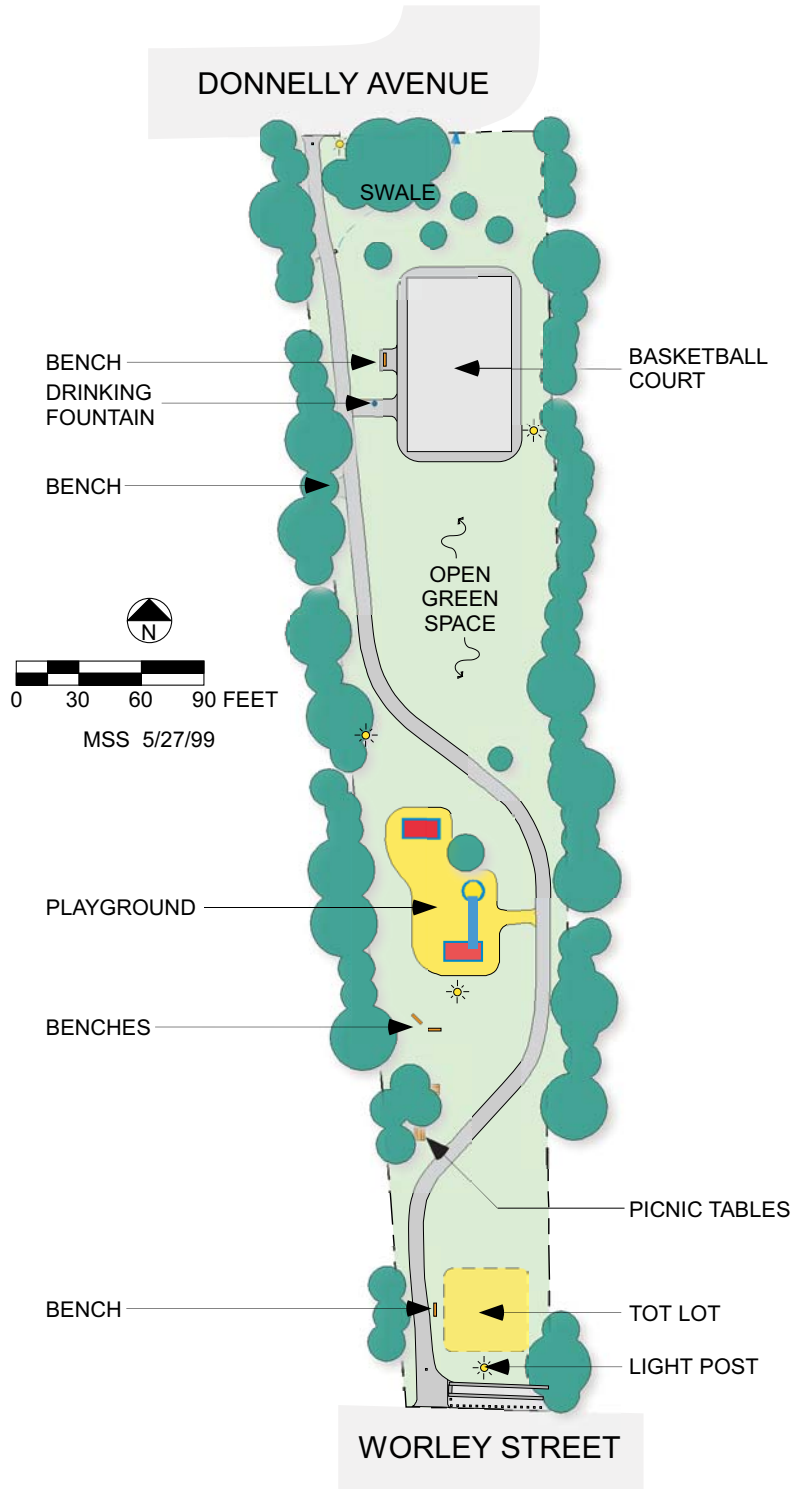 DONNELLY AVENUE
SWALE
BENCH
BASKETBALL
COURT
DRINKING
FOUNTAIN
BENCH
OPEN
GREEN
SPACE
N
0 30 60 90 FEET
MSS 5/27/99
PLAYGROUND
BENCHES
PICNIC TABLES
BENCH
TOT LOT
LIGHT POST
WORLEY STREET